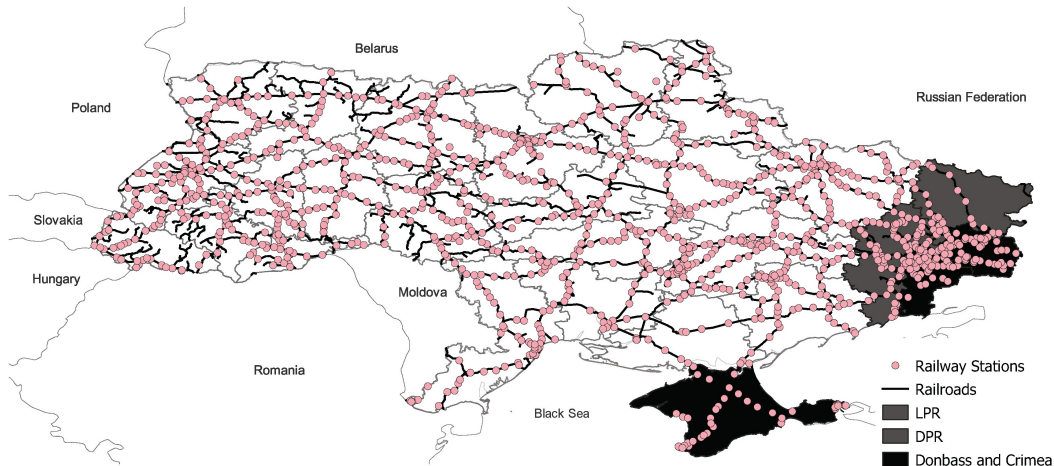 Belarus
Poland
Russian Federation
Slovakia
Hungary
Moldova
Romania
Black Sea
Railway Stations
Railroads
LPR
DPR
Donbass and Crimea